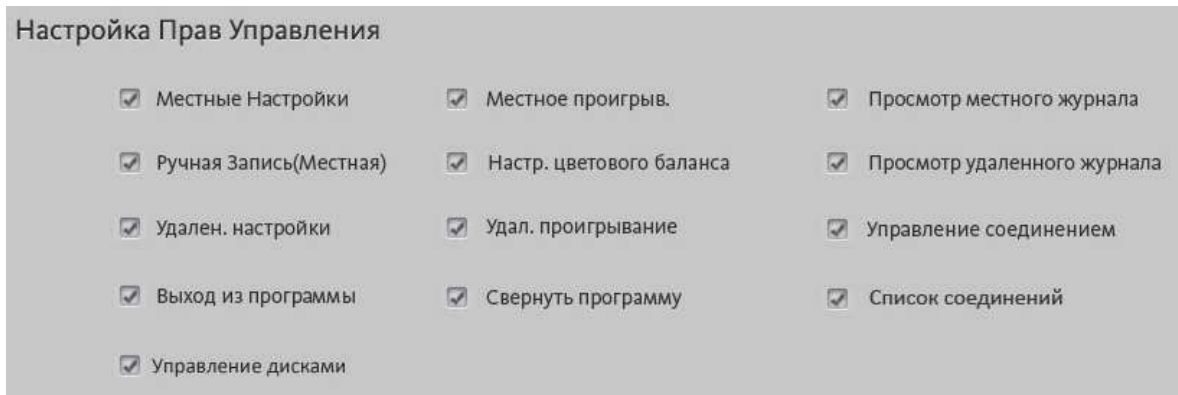 Настройка Прав Управления
Местные Настройки Местное проигрыв. Просмотр местного журнала
Ручная Запись(Местная) Настр. цветового баланса Просмотр удаленного журнала
Удален. настройки Удал. проигрывание Управление соединением
Выход из программы Свернуть программу Список соединений
Управление дисками